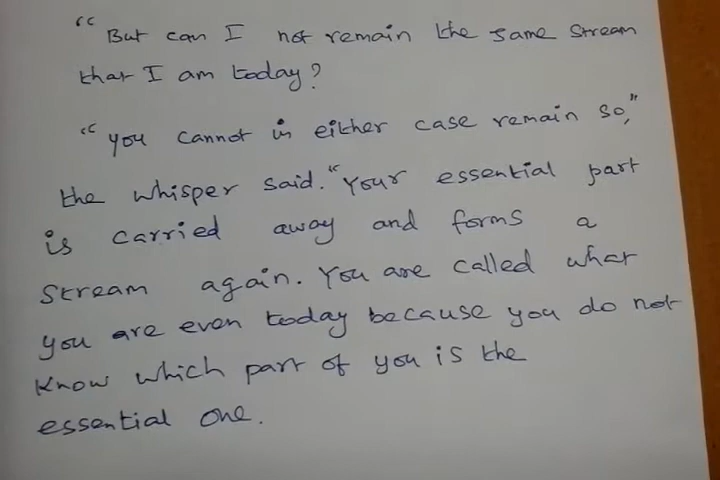 "But can I not remain the same stream
that I am today?
"you cannot in either case remain so,"
the whisper said. "Your essential part
is carried away and forms a
stream again. You are called what
you are even today because you do not
know which part of you is the
essential one.